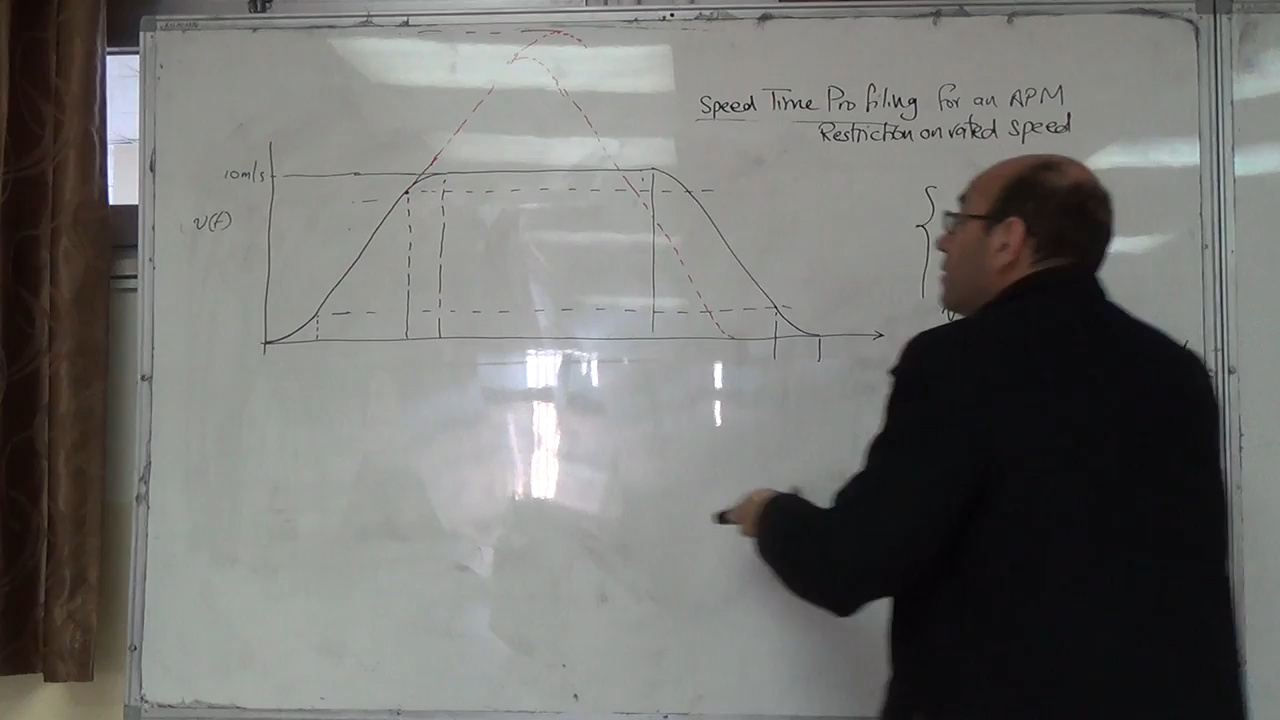 Speed Time Profiling for an APM
Restriction on rated speed
10m/s
v(t)